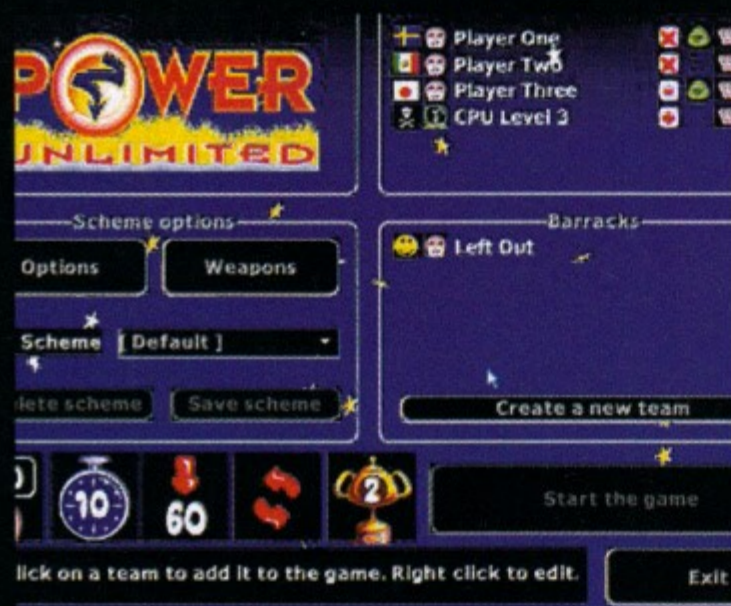 POWER
UNLIMITED
Player One
Player Two
Player Three
CPU Level 3
Scheme options
Options
Weapons
Scheme
[ Default ]
lete scheme
Save scheme
Barracks
Left Out
Create a new team
10
60
2
Start the game
lick on a team to add it to the game. Right click to edit.
Exit